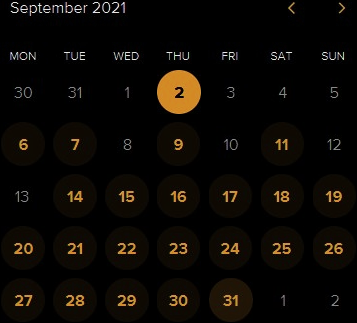 September 2021 < >
MON TUE WED THU FRI SAT SUN
30 31 1 2 3 4 5
6 7 8 9 10 11 12
13 14 15 16 17 18 19
20 21 22 23 24 25 26
27 28 29 30 31 1 2